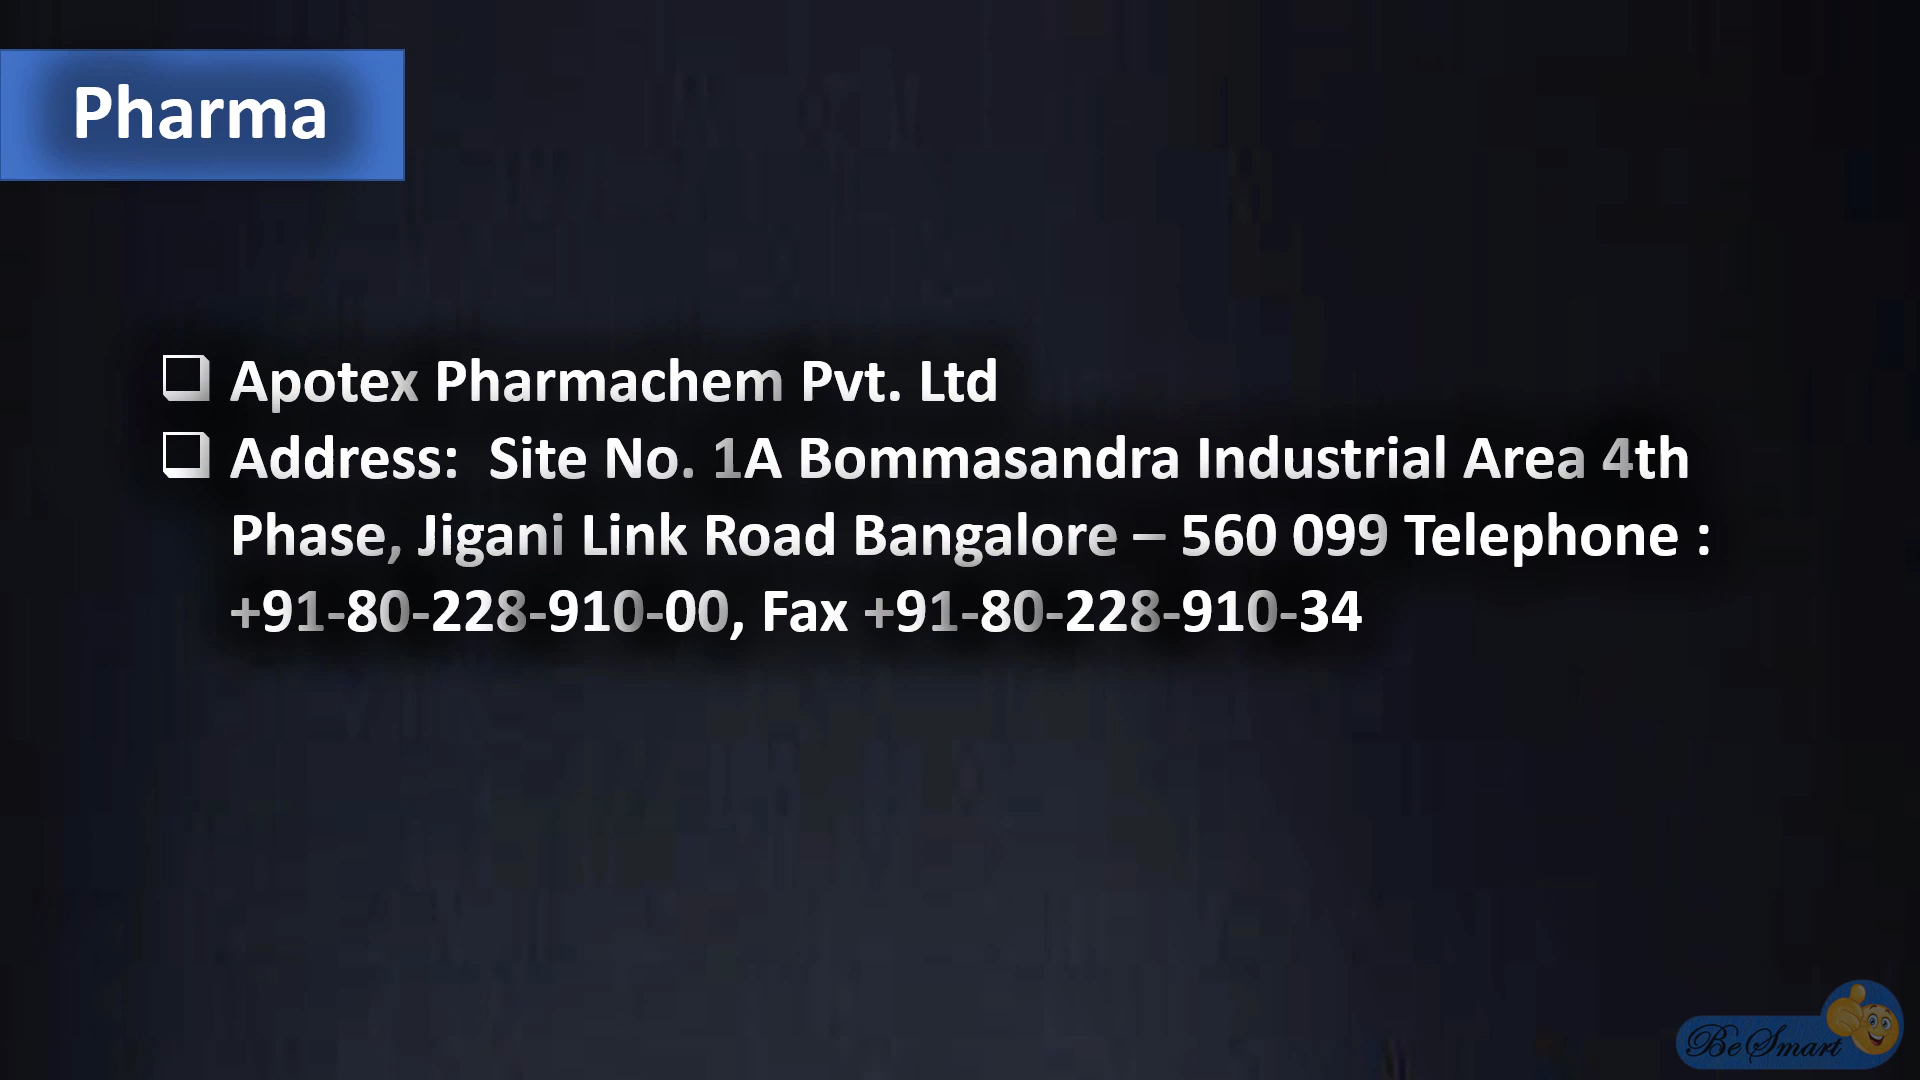 Pharma
Apotex Pharmachem Pvt. Ltd
Address:  Site No. 1A Bommasandra Industrial Area 4th
Phase, Jigani Link Road Bangalore – 560 099 Telephone :
+91-80-228-910-00, Fax +91-80-228-910-34
BeSmart